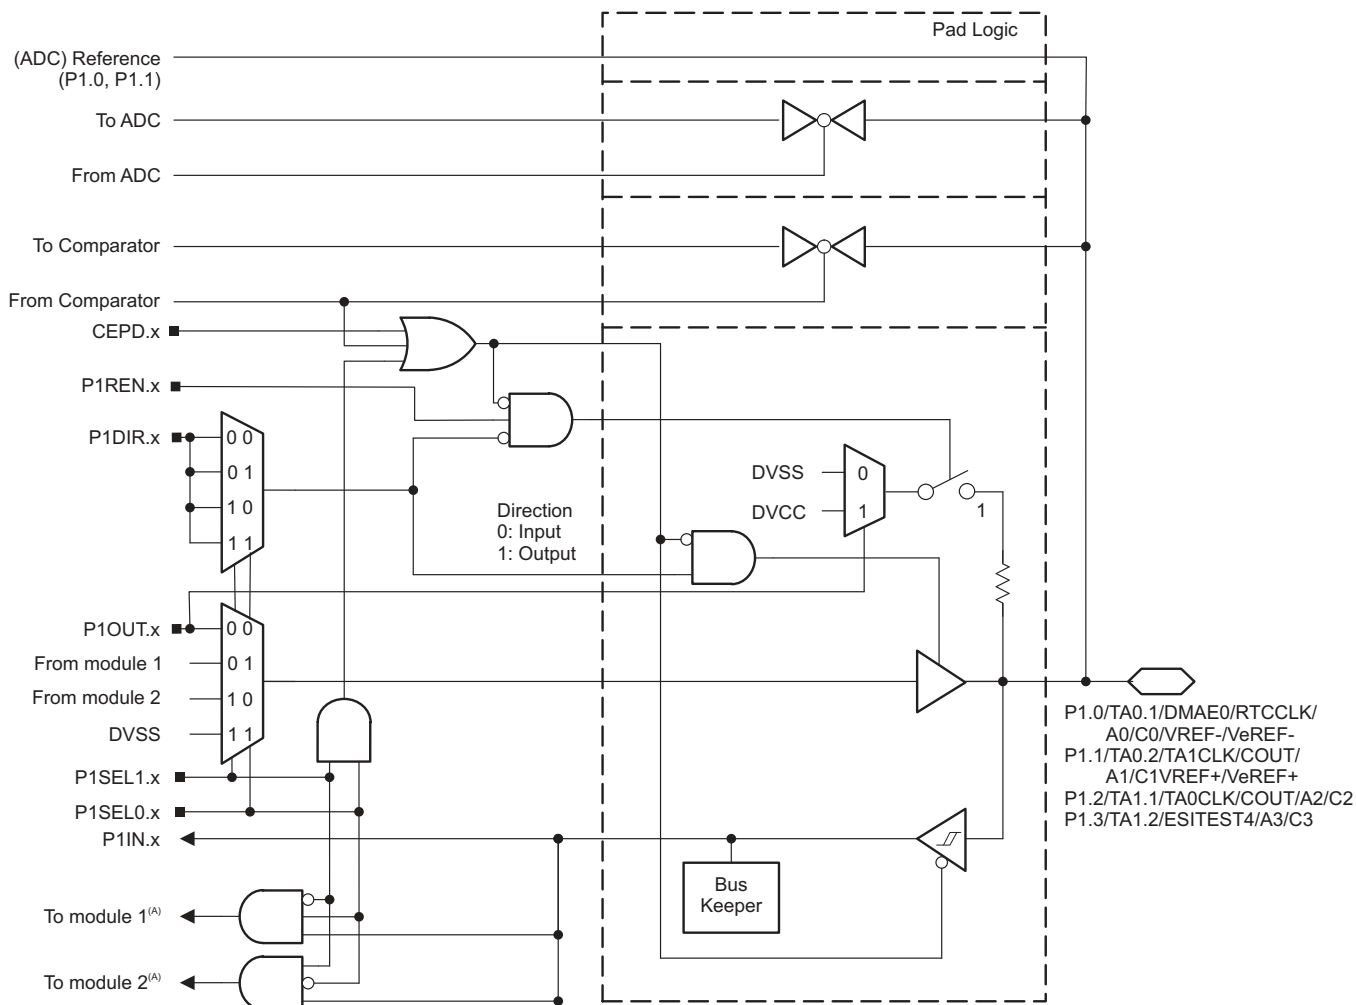 Pad Logic
(ADC) Reference
(P1.0, P1.1)
To ADC
From ADC
To Comparator
From Comparator
CEPD.x
P1REN.x
P1DIR.x
0 0
0 1
1 0
1 1
Direction
0: Input
1: Output
DVSS
0
DVCC
1
1
P1OUT.x
0 0
From module 1
0 1
From module 2
1 0
DVSS
1 1
P1SEL1.x
P1SEL0.x
P1IN.x
P1.0/TA0.1/DMAE0/RTCCLK/
A0/C0/VREF-/VeREF-
P1.1/TA0.2/TA1CLK/COUT/
A1/C1VREF+/VeREF+
P1.2/TA1.1/TA0CLK/COUT/A2/C2
P1.3/TA1.2/ESITEST4/A3/C3
Bus
Keeper
To module 1(A)
To module 2(A)